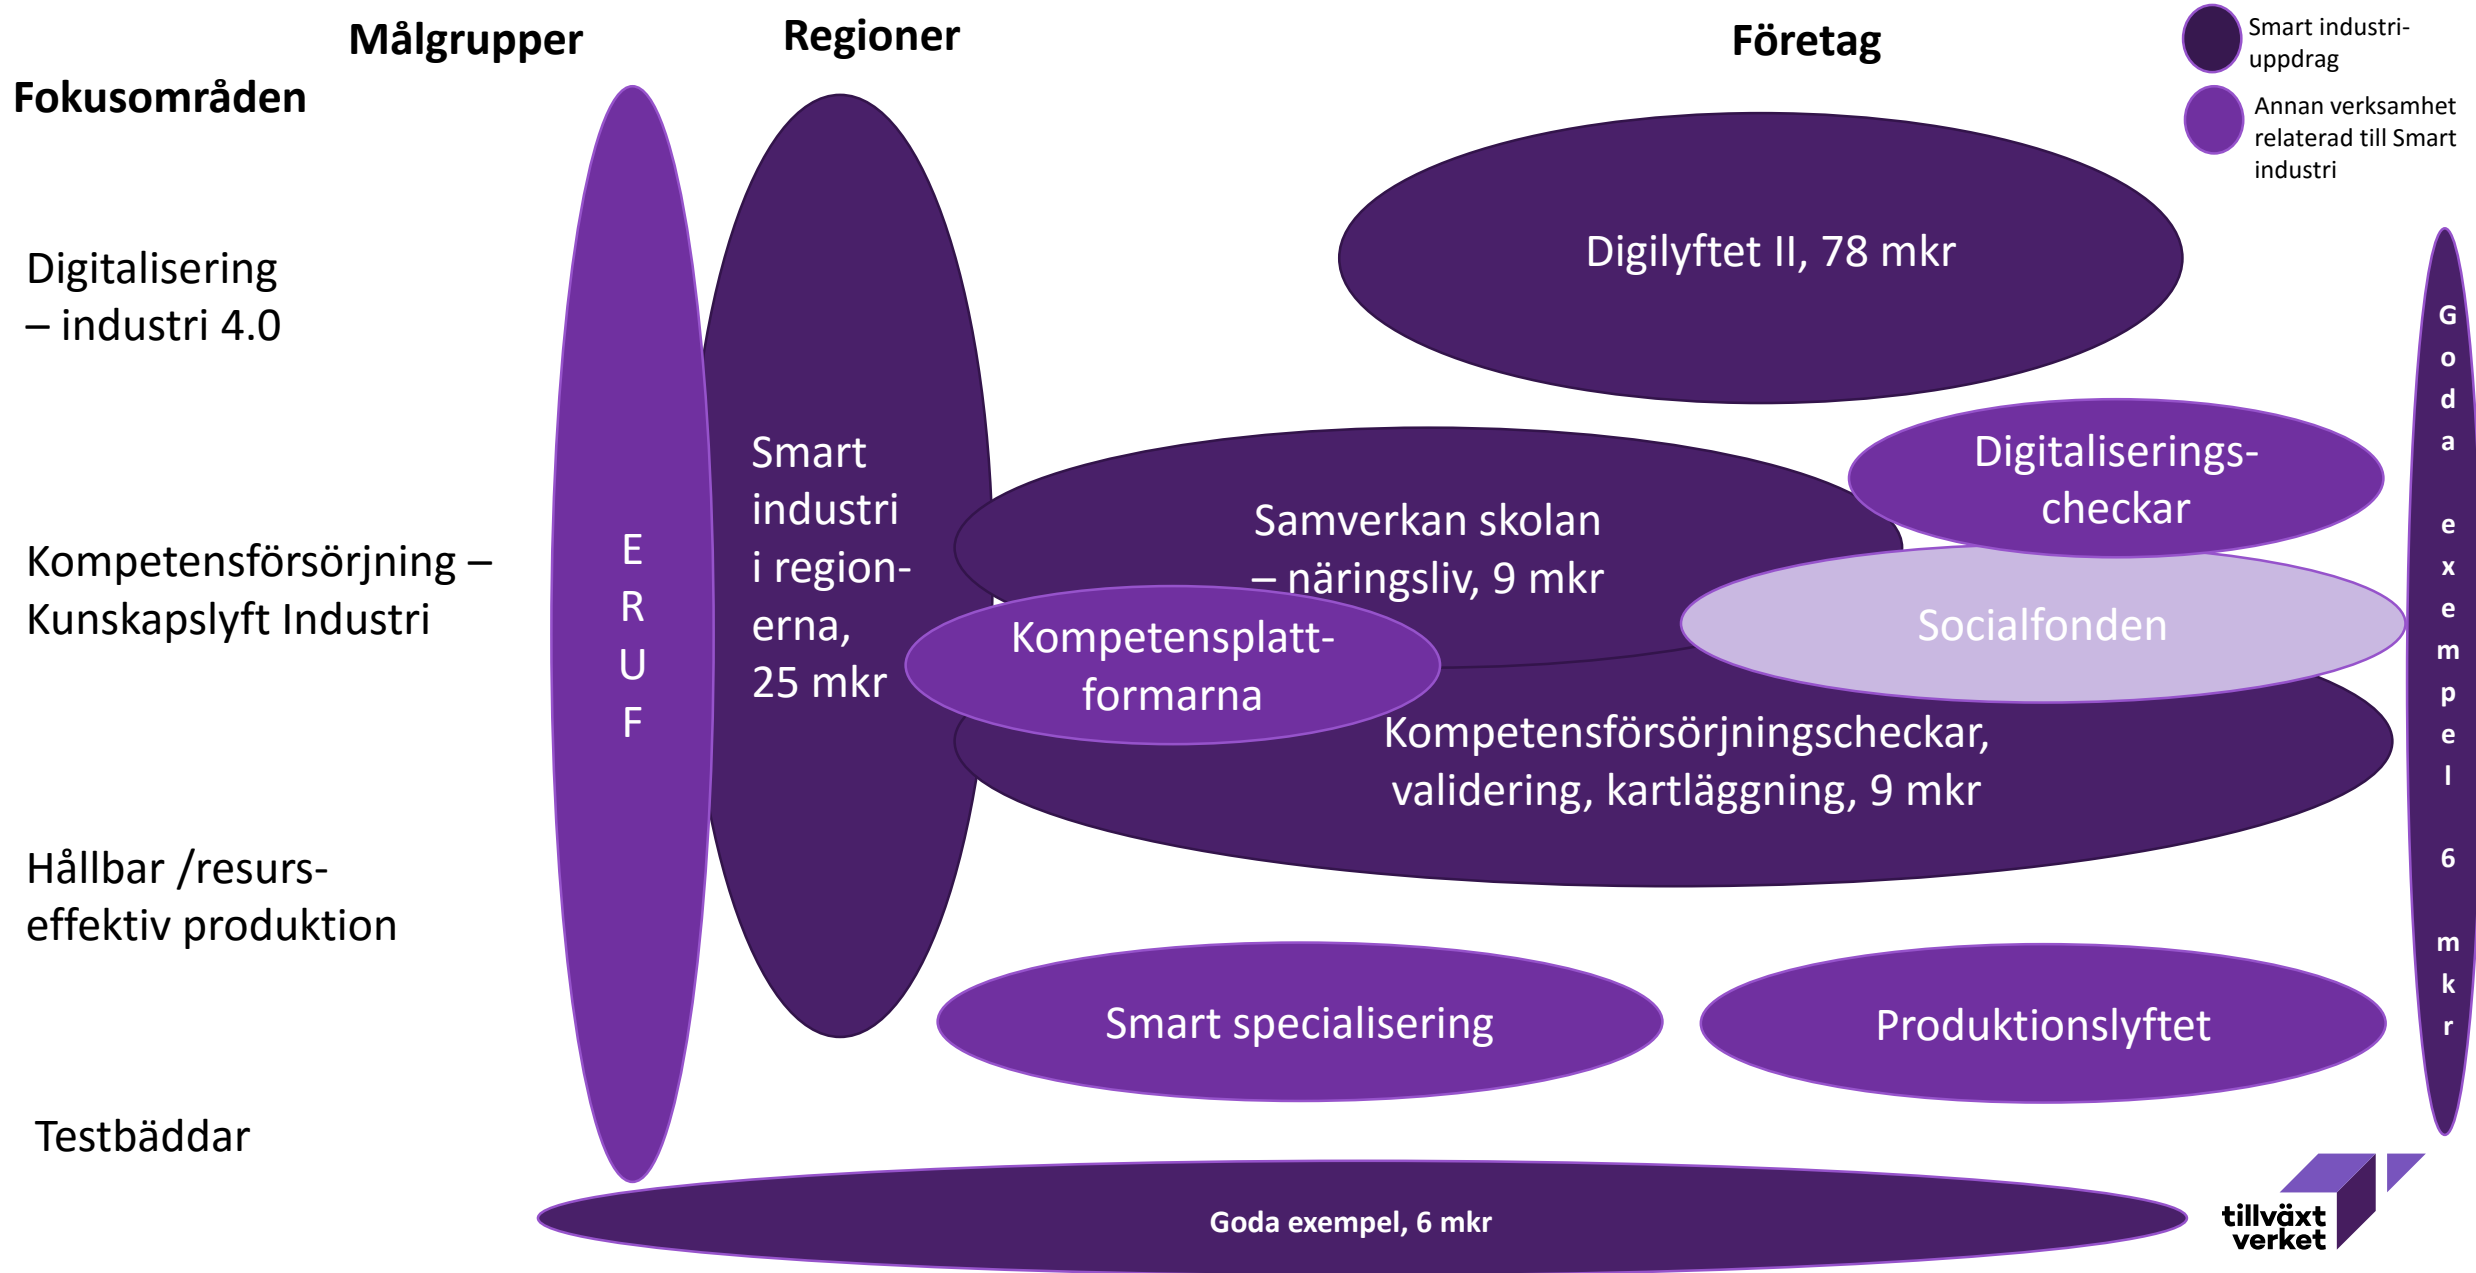 Målgrupper
Regioner
Företag
Smart industri-
uppdrag
Annan verksamhet
relaterad till Smart
industri
Fokusområden
Digitalisering
– industri 4.0
Kompetensförsörjning –
Kunskapslyft Industri
Hållbar /resurs-
effektiv produktion
Testbäddar
E
R
U
F
Smart
industri
i region-
erna,
25 mkr
Digilyftet II, 78 mkr
Digitaliserings-
checkar
Samverkan skolan
– näringsliv, 9 mkr
Socialfonden
Kompetensplatt-
formarna
Kompetensförsörjningscheckar,
validering, kartläggning, 9 mkr
Smart specialisering
Produktionslyftet
G
o
d
a
e
x
e
m
p
e
l
6
m
k
r
Goda exempel, 6 mkr
tillväxt
verket